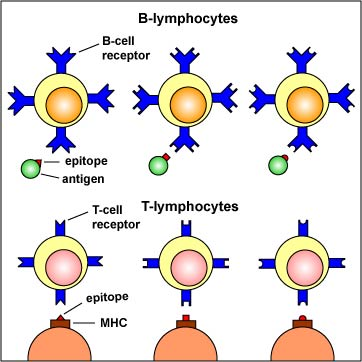 B-lymphocytes
B-cell
receptor
epitope
antigen
T-lymphocytes
T-cell
receptor
epitope
MHC